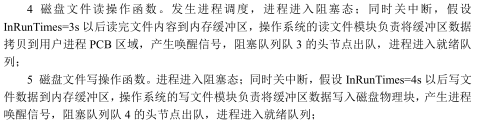 4 磁盘文件读操作函数。发生进程调度，进程进入阻塞态；同时关中断，假设
InRunTimes=3s 以后读完文件内容到内存缓冲区，操作系统的读文件模块负责将缓冲区数据
拷贝到用户进程 PCB 区域，产生唤醒信号，阻塞队列队 3 的头节点出队，进程进入就绪队
列；
5 磁盘文件写操作函数。进程进入阻塞态；同时关中断，假设 InRunTimes=4s 以后写文
件数据到内存缓冲区，操作系统的写文件模块负责将缓冲区数据写入磁盘物理块，产生进程
唤醒信号，阻塞队列队 4 的头节点出队，进程进入就绪队列；